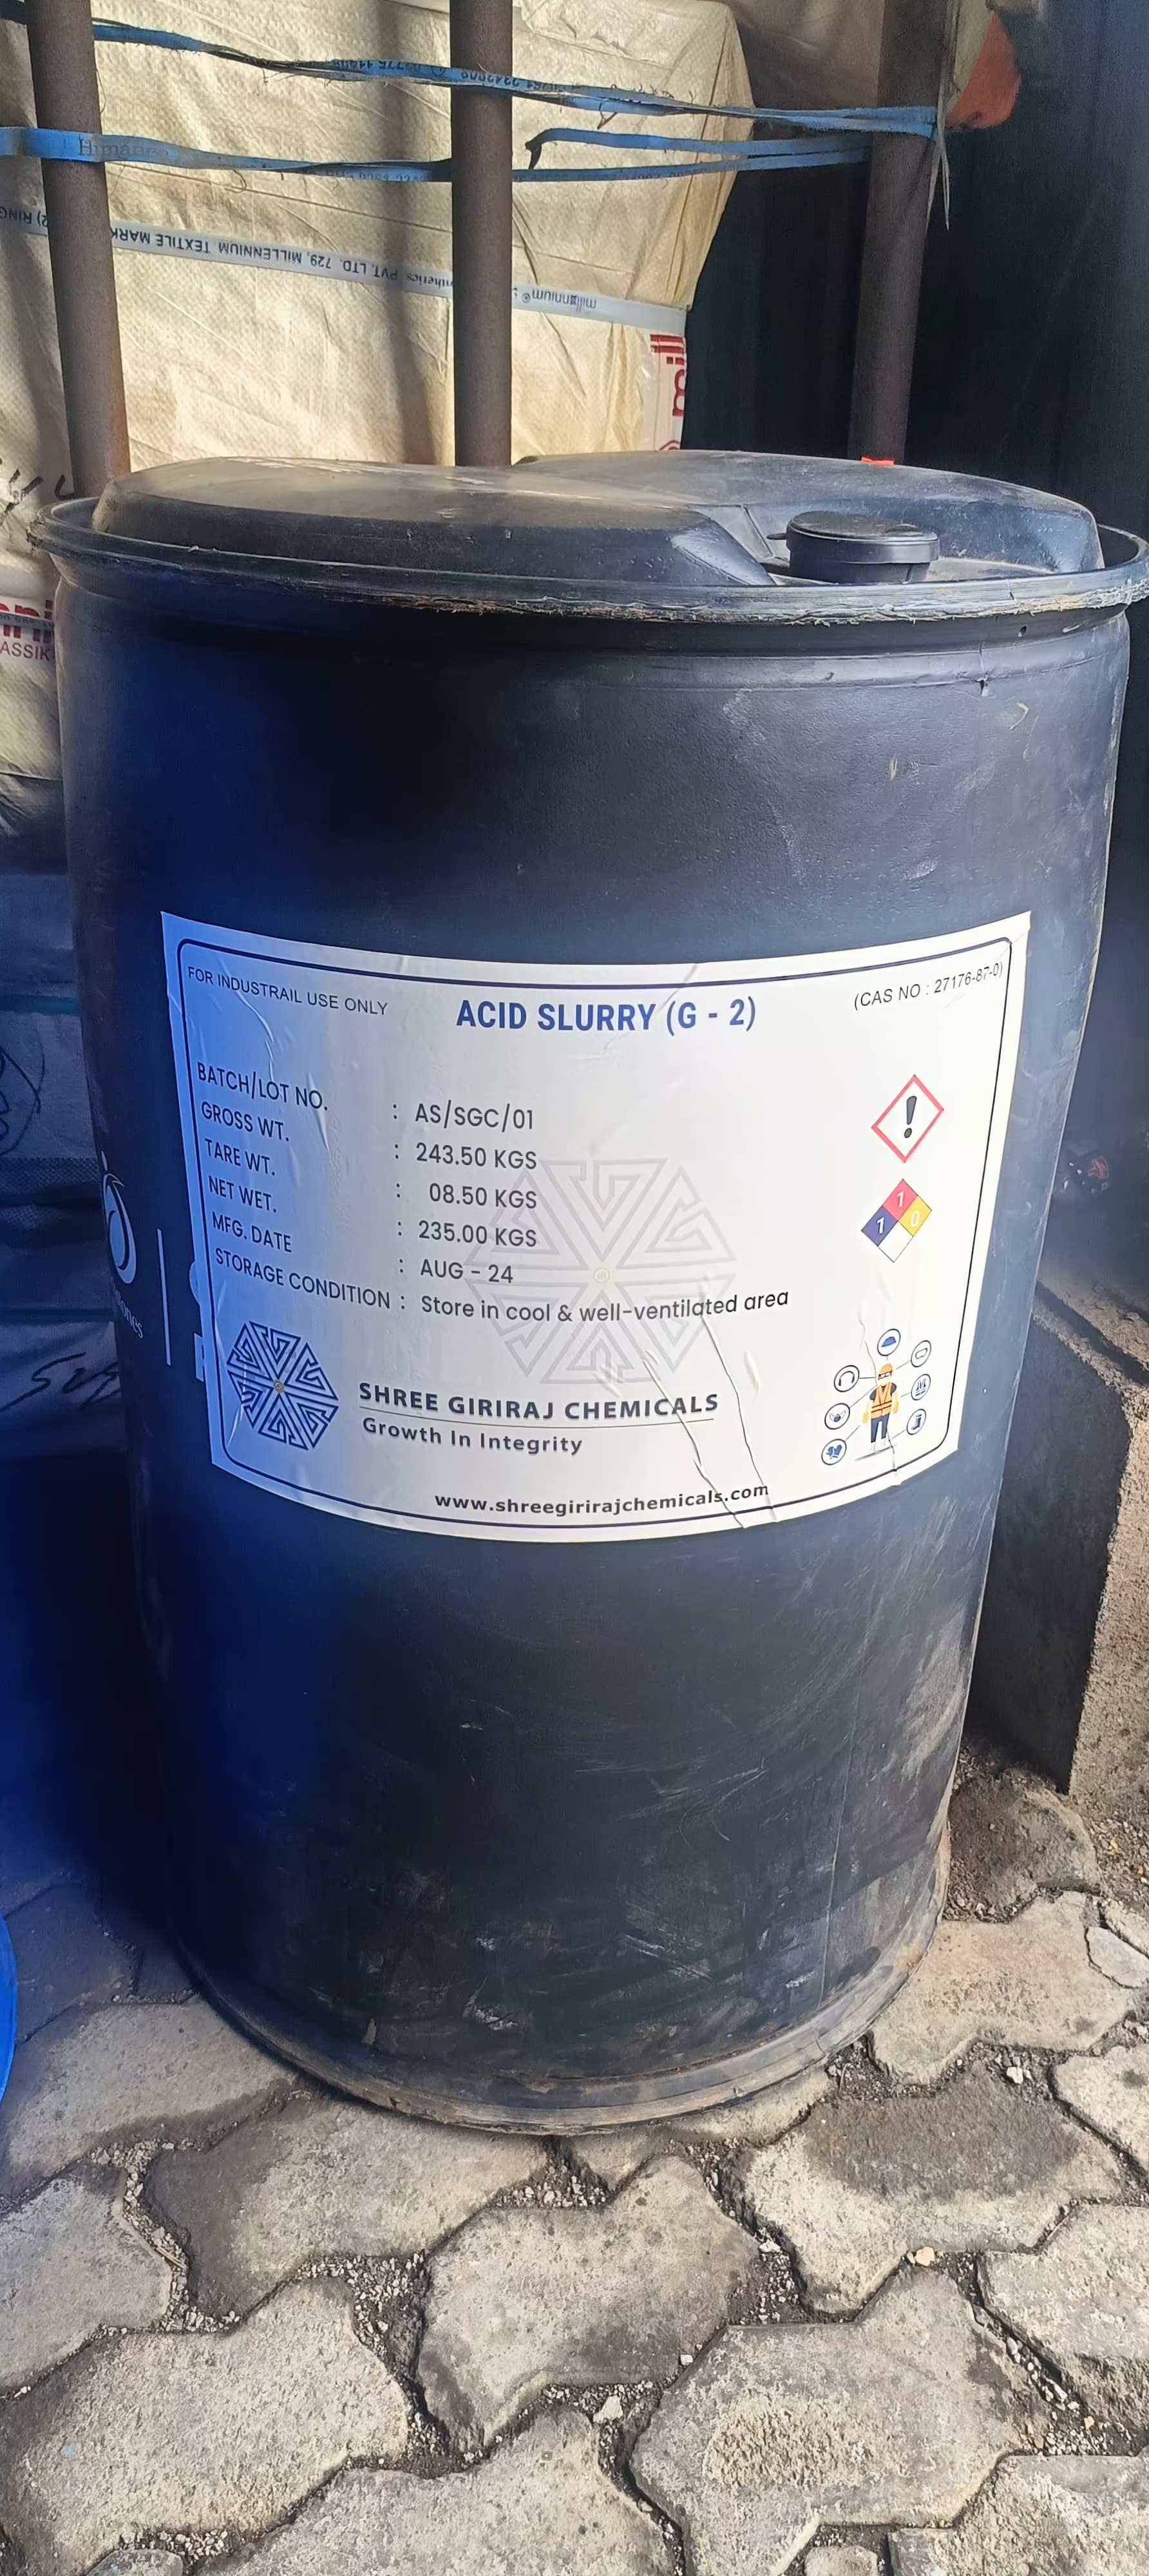 Himanco
PVT. LTD. 729, MILLENNIUM TEXTILE MARK
millennium®
ASSIK
FOR INDUSTRAIL USE ONLY
ACID SLURRY (G - 2)
(CAS NO : 27176-87-0)
BATCH/LOT NO. : AS/SGC/01
GROSS WT. : 243.50 KGS
TARE WT. : 08.50 KGS
NET WET. : 235.00 KGS
MFG. DATE : AUG - 24
STORAGE CONDITION : Store in cool & well-ventilated area
1
1 0
SHREE GIRIRAJ CHEMICALS
Growth In Integrity
www.shreegirirajchemicals.com